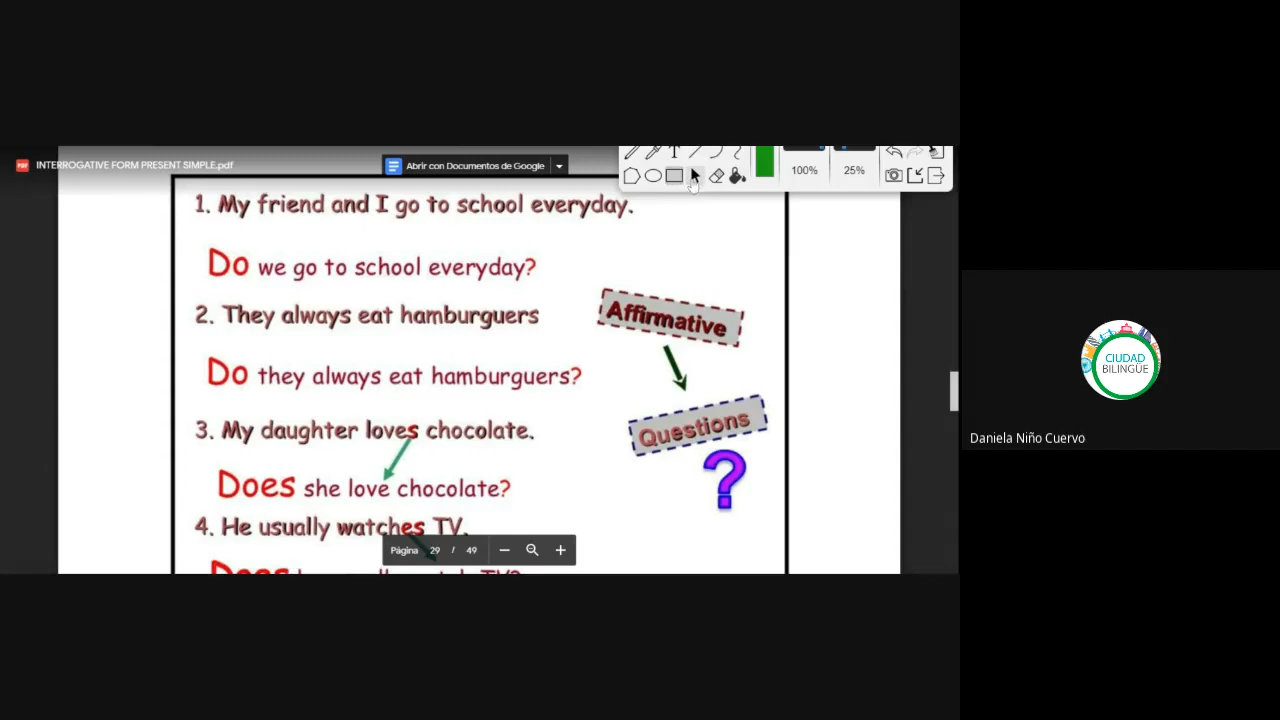 INTERROGATIVE FORM PRESENT SIMPLE.pdf
Abrir con Documentos de Google
100%
25%
1. My friend and I go to school everyday.
Do we go to school everyday?
2. They always eat hamburguers
Affirmative
Do they always eat hamburguers?
Questions
?
3. My daughter loves chocolate.
Does she love chocolate?
4. He usually watches TV.
Página 29 / 49
Does
CIUDAD
BILINGÜE
Daniela Niño Cuervo